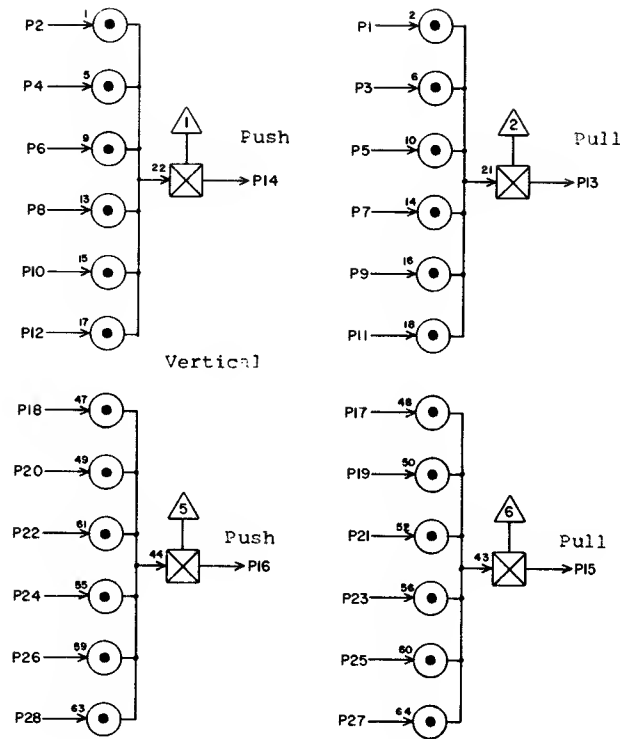 P2 1
P4 5
P6 9
P8 13
P10 15
P12 17
22
1
Push
P14
P1 2
P3 6
P5 10
P7 14
P9 16
P11 18
21
2
Pull
P13
Vertical
P18 47
P20 49
P22 61
P24 55
P26 59
P28 63
44
5
Push
P16
P17 48
P19 50
P21 52
P23 56
P25 60
P27 64
43
6
Pull
P15